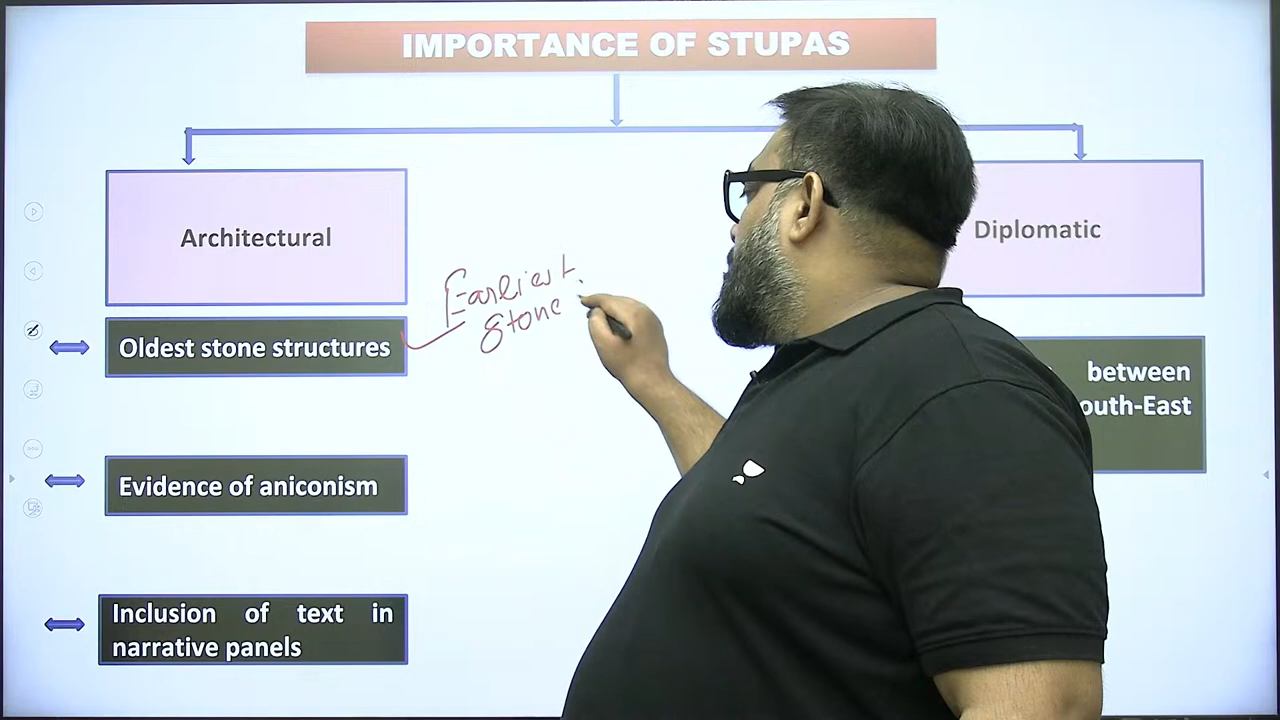 IMPORTANCE OF STUPAS
Architectural
Diplomatic
Earliest
Stone
Oldest stone structures
between
outh-East
Evidence of aniconism
Inclusion of text in
narrative panels